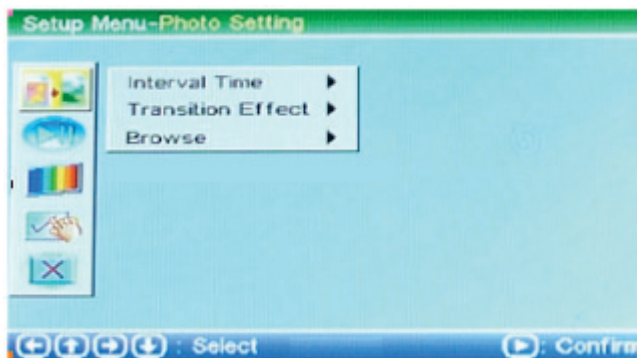 Setup Menu-Photo Setting
Interval Time
Transition Effect
Browse
: Select
: Confirm